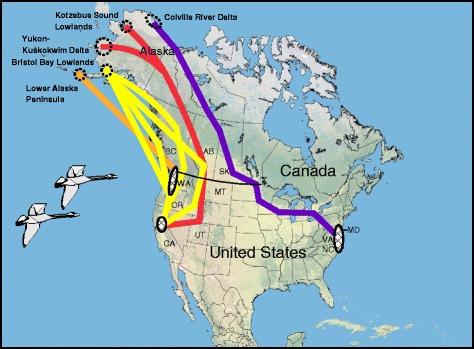 Kotzebue Sound
Lowlands
Colville River Delta
Yukon-
Kuskokwim Delta
Alaska
Bristol Bay Lowlands
Lower Alaska
Peninsula
BC
AB
SK
Canada
WA
MT
OR
CA
UT
United States
MD
VA
NC